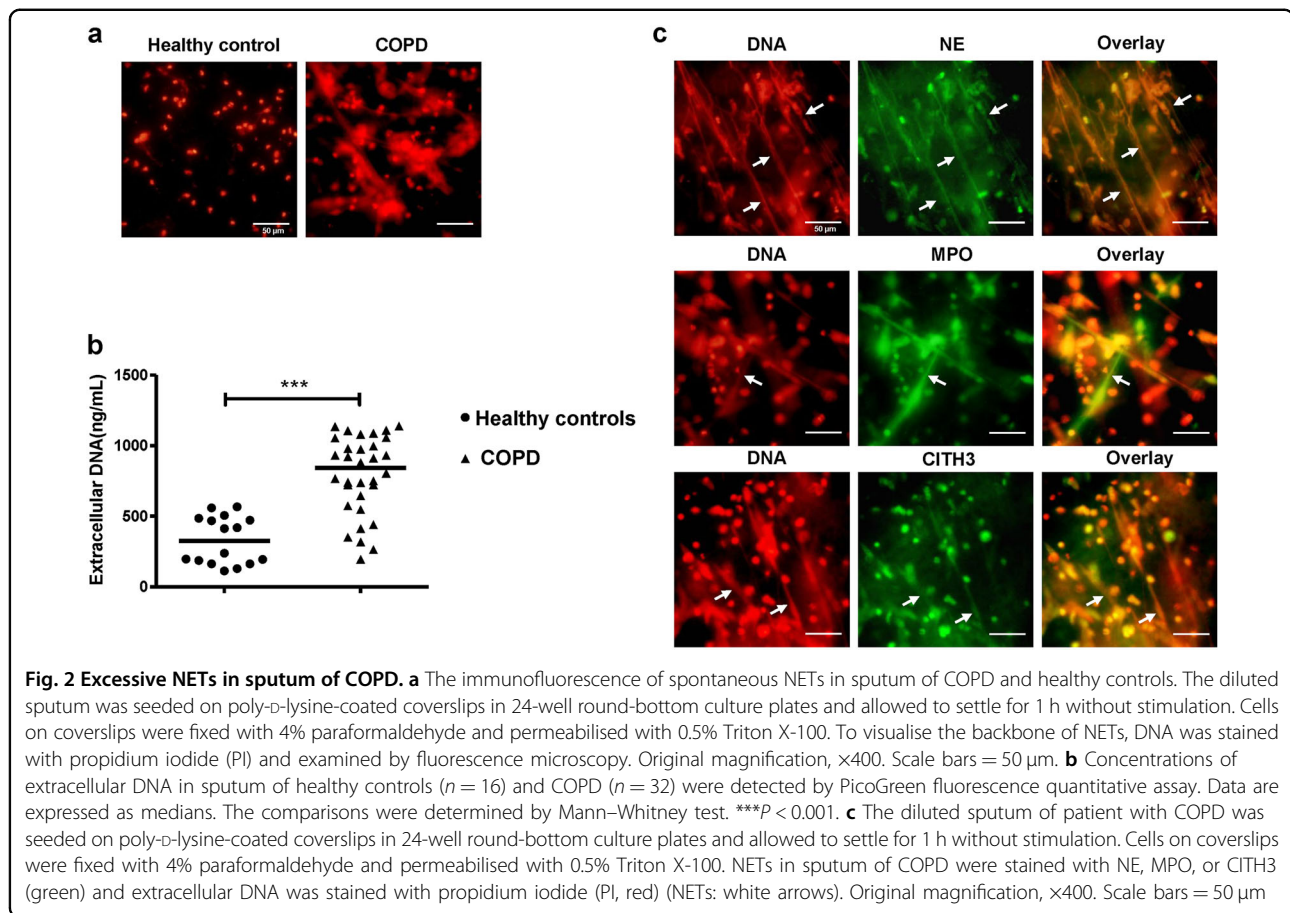 a
Healthy control COPD
50 µm
b
1500
1000
500
0
Extracellular DNA(ng/mL)
***
Healthy controls
COPD
c
DNA NE Overlay
50 µm
DNA MPO Overlay
DNA CITH3 Overlay
Fig. 2 Excessive NETs in sputum of COPD. a The immunofluorescence of spontaneous NETs in sputum of COPD and healthy controls. The diluted
sputum was seeded on poly-D-lysine-coated coverslips in 24-well round-bottom culture plates and allowed to settle for 1 h without stimulation. Cells
on coverslips were fixed with 4% paraformaldehyde and permeabilised with 0.5% Triton X-100. To visualise the backbone of NETs, DNA was stained
with propidium iodide (PI) and examined by fluorescence microscopy. Original magnification, ×400. Scale bars = 50 µm. b Concentrations of
extracellular DNA in sputum of healthy controls (n = 16) and COPD (n = 32) were detected by PicoGreen fluorescence quantitative assay. Data are
expressed as medians. The comparisons were determined by Mann–Whitney test. ***P < 0.001. c The diluted sputum of patient with COPD was
seeded on poly-D-lysine-coated coverslips in 24-well round-bottom culture plates and allowed to settle for 1 h without stimulation. Cells on coverslips
were fixed with 4% paraformaldehyde and permeabilised with 0.5% Triton X-100. NETs in sputum of COPD were stained with NE, MPO, or CITH3
(green) and extracellular DNA was stained with propidium iodide (PI, red) (NETs: white arrows). Original magnification, ×400. Scale bars = 50 µm